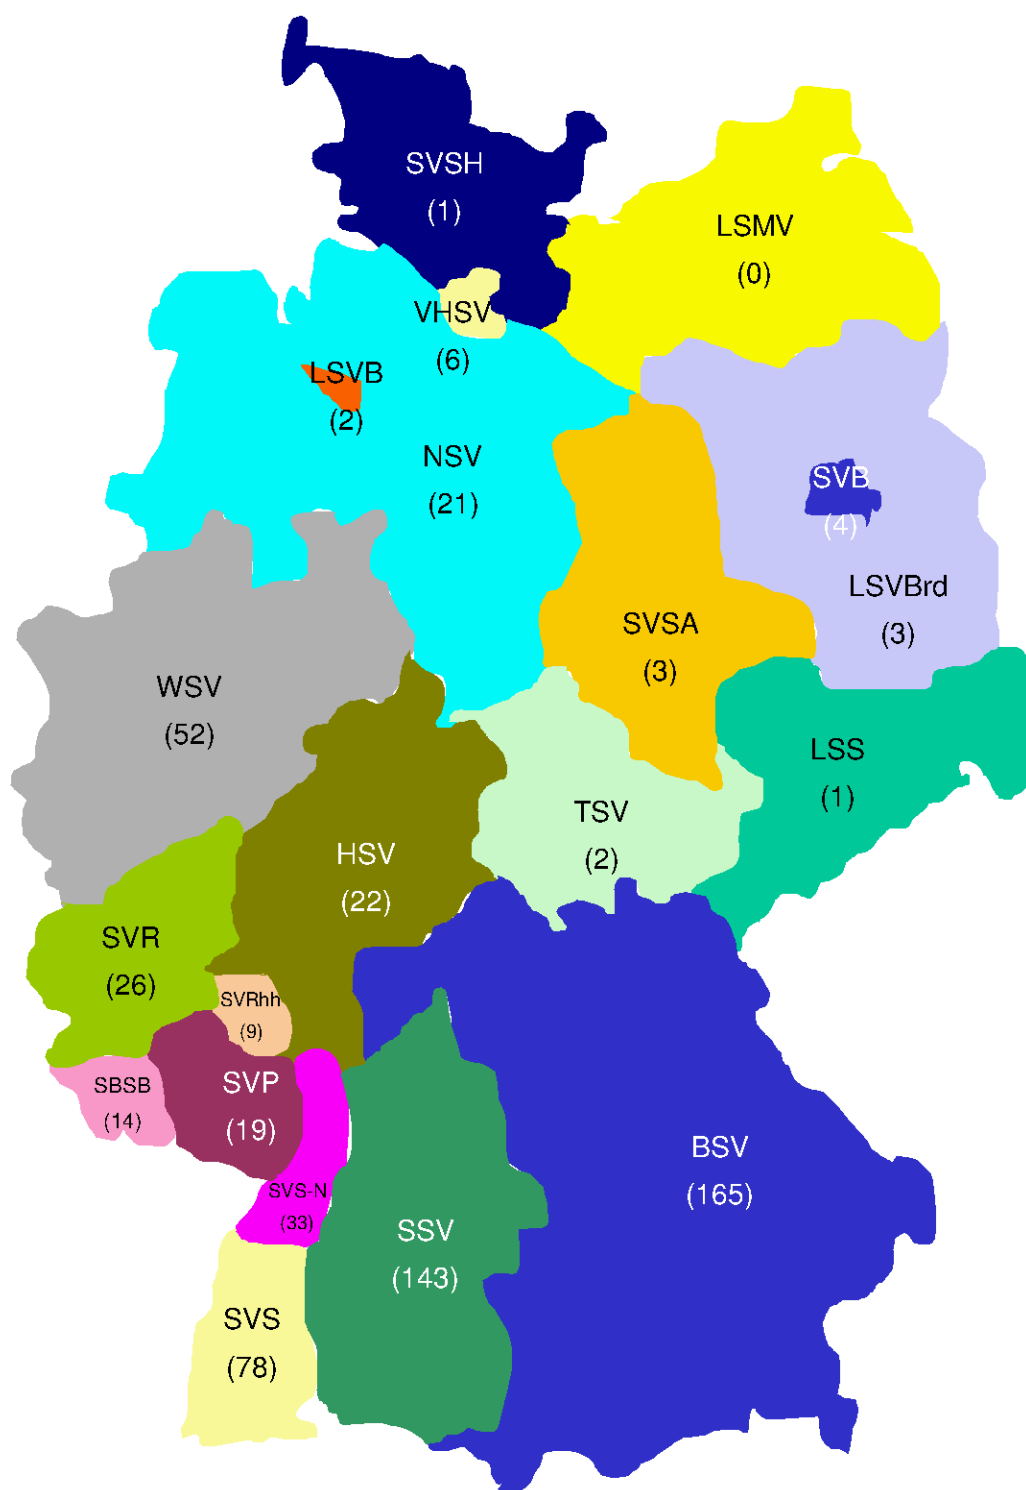 SVSH
(1)
LSMV
(0)
VHSV
(6)
LSVB
(2)
NSV
(21)
SVB
(4)
LSVBrd
(3)
SVSA
(3)
WSV
(52)
LSS
(1)
TSV
(2)
HSV
(22)
SVR
(26)
SVRhh
(9)
SBSB
(14)
SVP
(19)
BSV
(165)
SVS-N
(33)
SSV
(143)
SVS
(78)